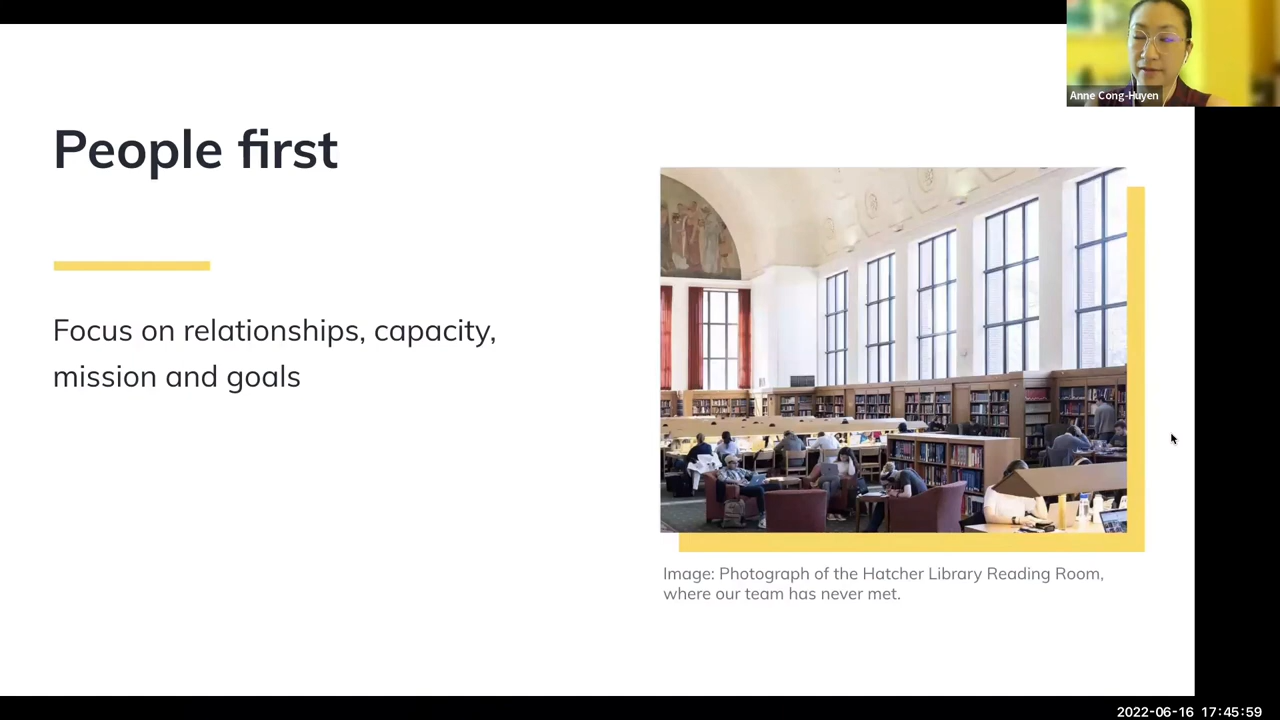 Anne Cong-Huyen
People first
Focus on relationships, capacity,
mission and goals
Image: Photograph of the Hatcher Library Reading Room,
where our team has never met.
2022-06-16 17:45:59